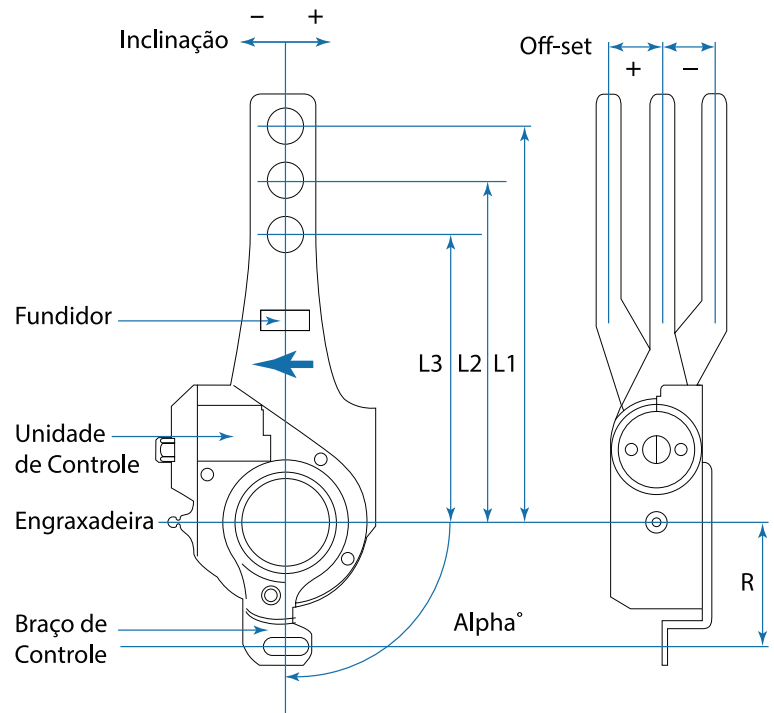 − +
Inclinação
Off-set
+ −
Fundidor
L3 L2 L1
Unidade
de Controle
Engraxadeira
R
Braço de
Controle
Alpha°